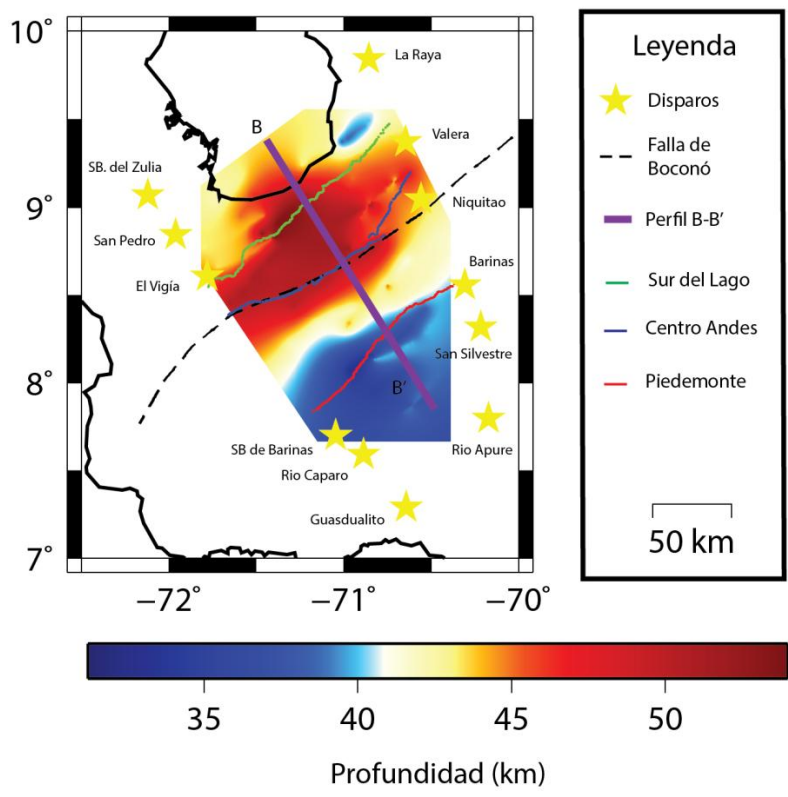 10°
9°
8°
7°
−72°
−71°
−70°
La Raya
B
Valera
SB. del Zulia
Niquitao
San Pedro
Barinas
El Vigía
San Silvestre
B’
SB de Barinas
Rio Apure
Rio Caparo
Guasdualito
Leyenda
Disparos
Falla de
Boconó
Perfil B-B’
Sur del Lago
Centro Andes
Piedemonte
50 km
35
40
45
50
Profundidad (km)